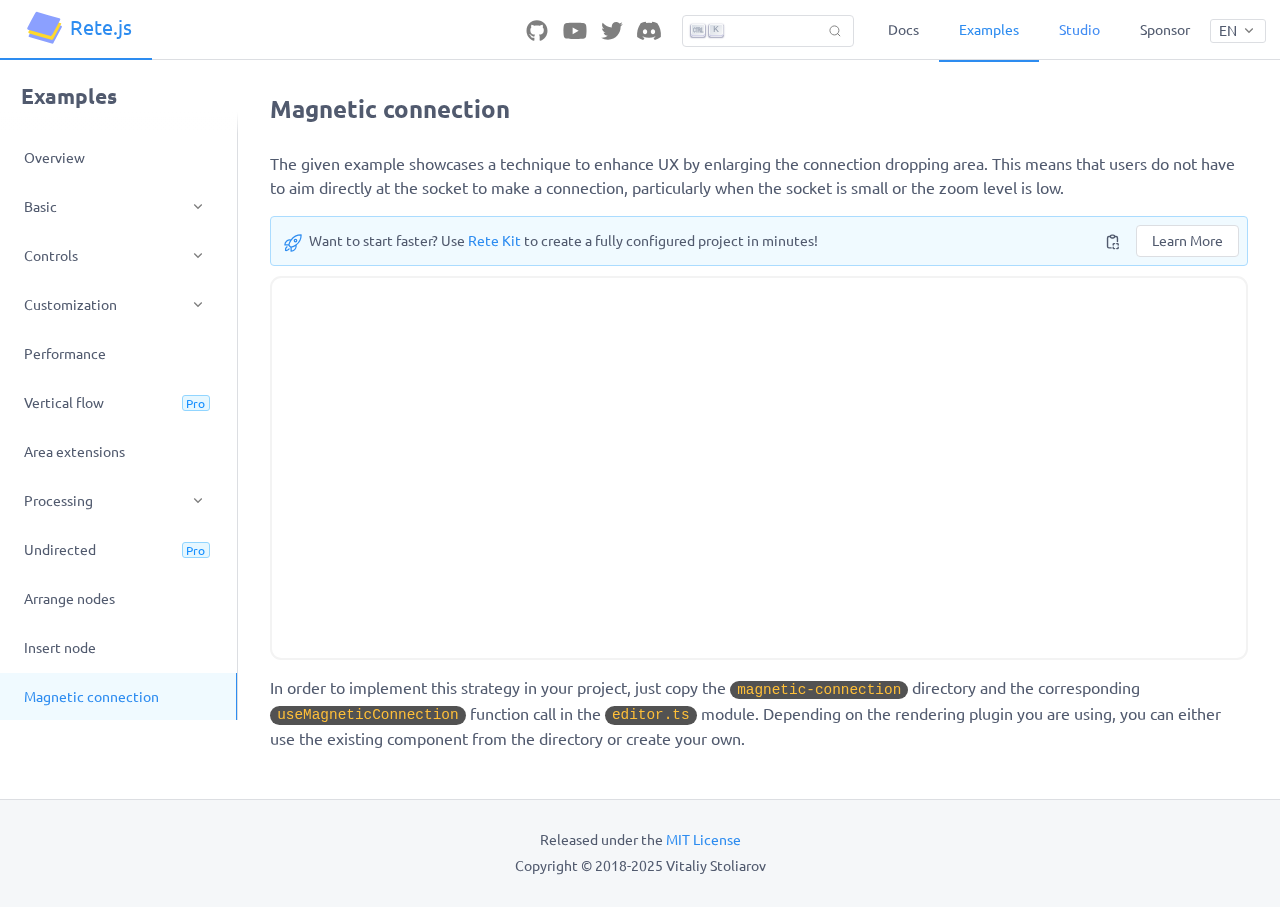 Rete.js
K
Docs
Examples
Studio
Sponsor
EN
Examples
Overview
Basic
Controls
Customization
Performance
Vertical flow Pro
Area extensions
Processing
Undirected Pro
Arrange nodes
Insert node
Magnetic connection
Magnetic connection
The given example showcases a technique to enhance UX by enlarging the connection dropping area. This means that users do not have
to aim directly at the socket to make a connection, particularly when the socket is small or the zoom level is low.
Want to start faster? Use Rete Kit to create a fully configured project in minutes!
Learn More
In order to implement this strategy in your project, just copy the magnetic-connection directory and the corresponding
useMagneticConnection function call in the editor.ts module. Depending on the rendering plugin you are using, you can either
use the existing component from the directory or create your own.
Released under the MIT License
Copyright © 2018-2025 Vitaliy Stoliarov